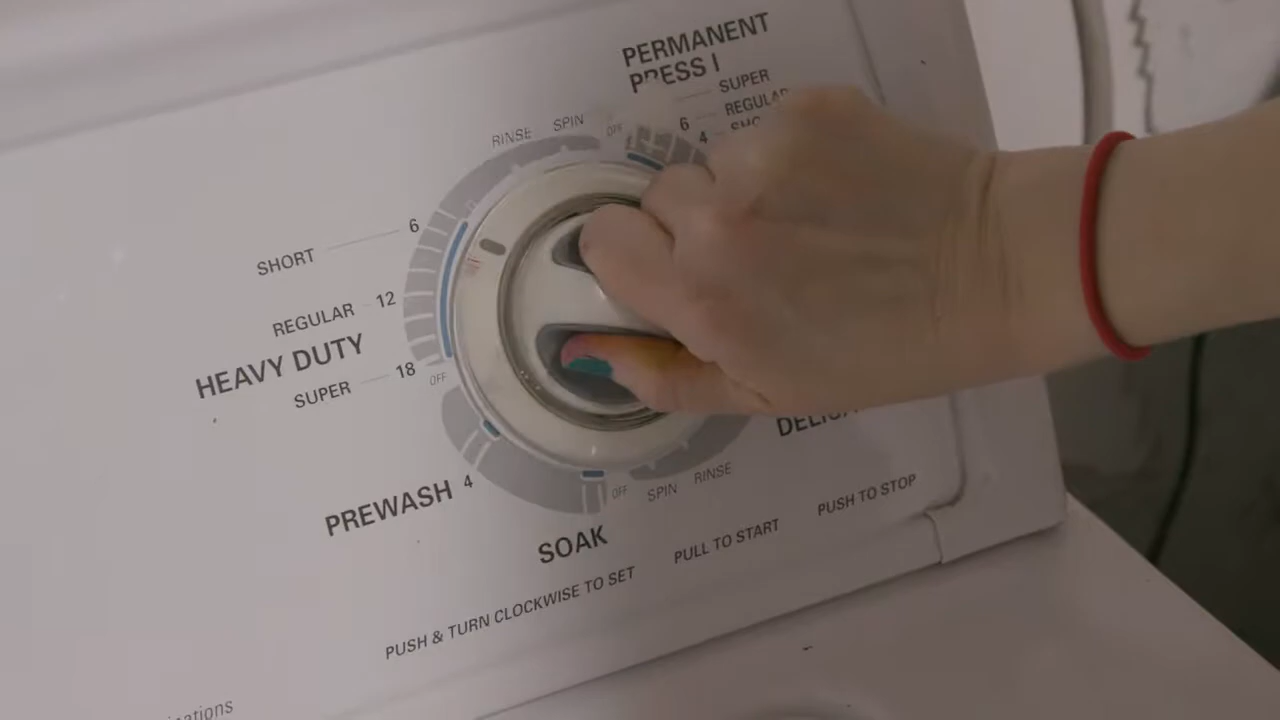 PERMANENT
PRESS I
SUPER
REGULAR
6
4
RINSE SPIN OFF
SHORT 6
REGULAR 12
HEAVY DUTY
SUPER 18
OFF
PREWASH 4
SOAK
OFF SPIN RINSE
PUSH & TURN CLOCKWISE TO SET PULL TO START PUSH TO STOP